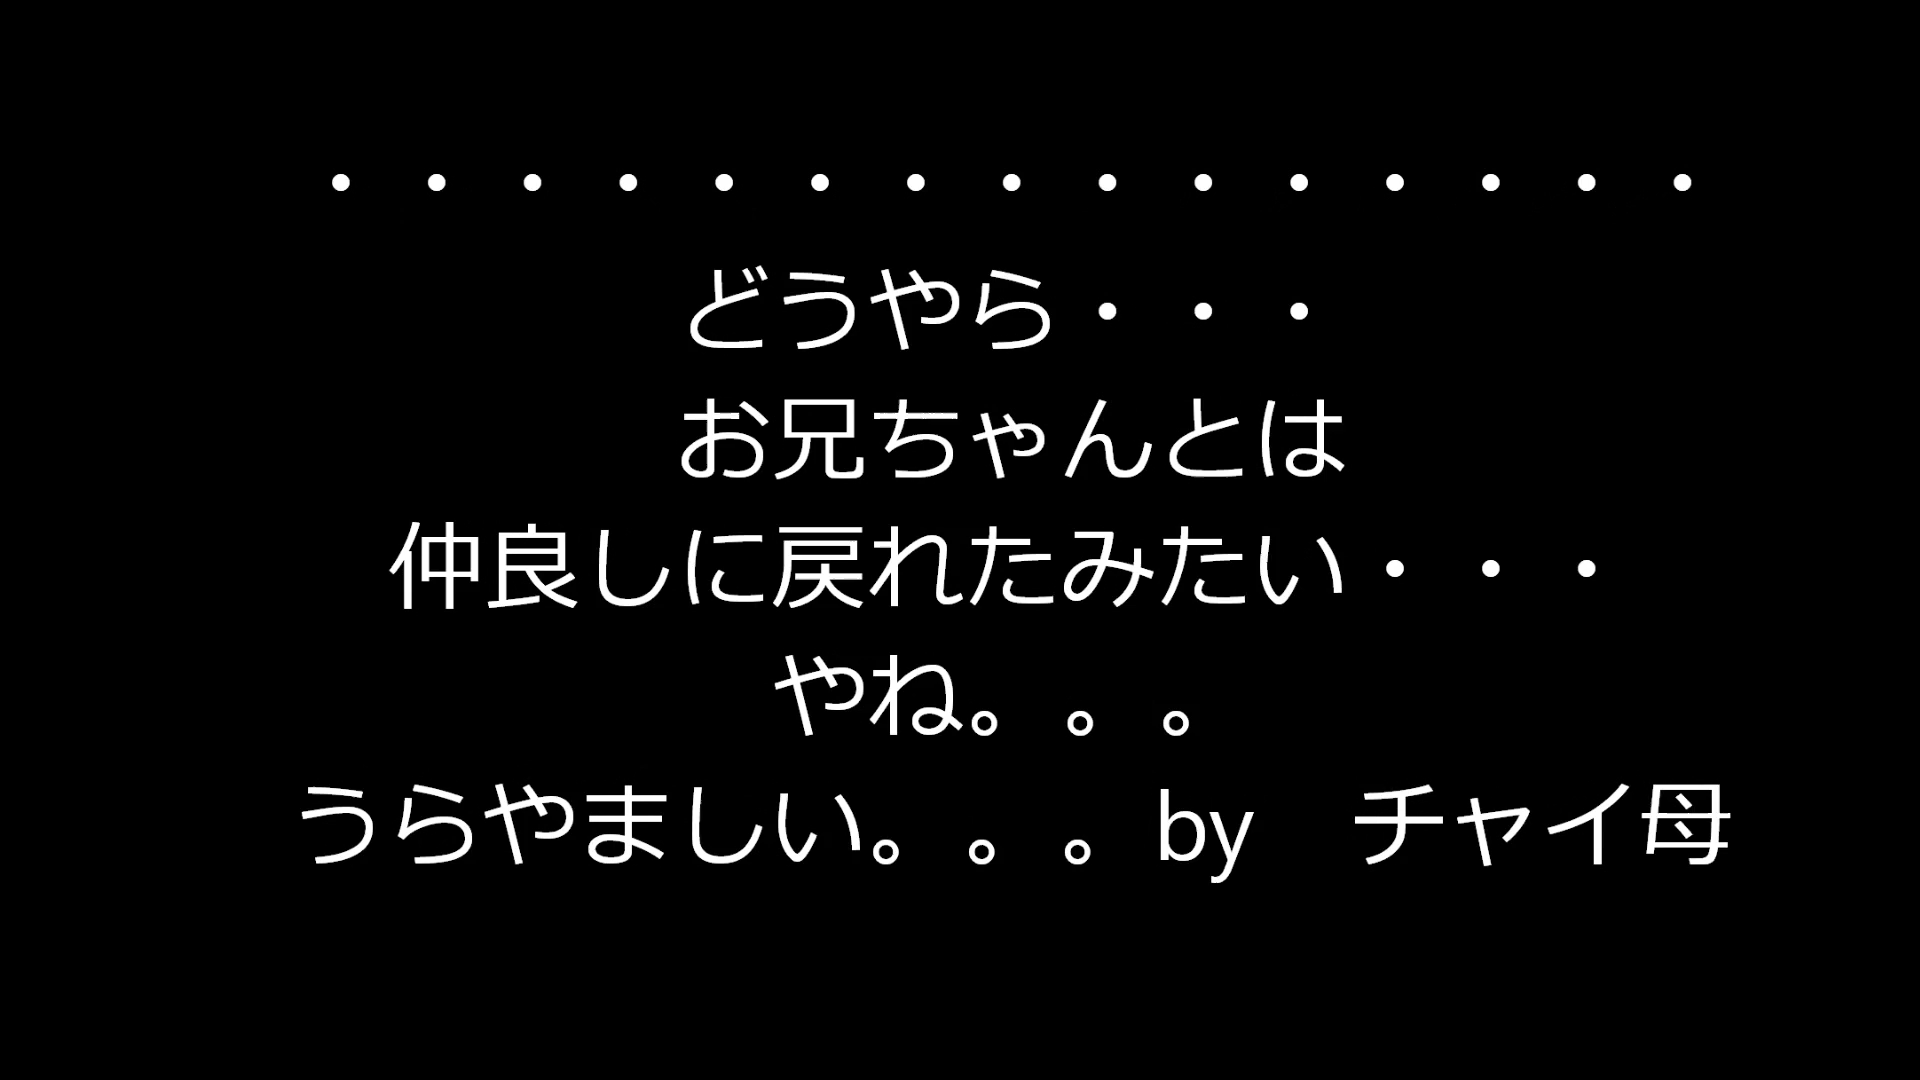 ・・・・・・・・・・・・・・・
どうやら・・・
お兄ちゃんとは
仲良しに戻れたみたい・・・
やね。。。
うらやましい。。。by　チャイ母